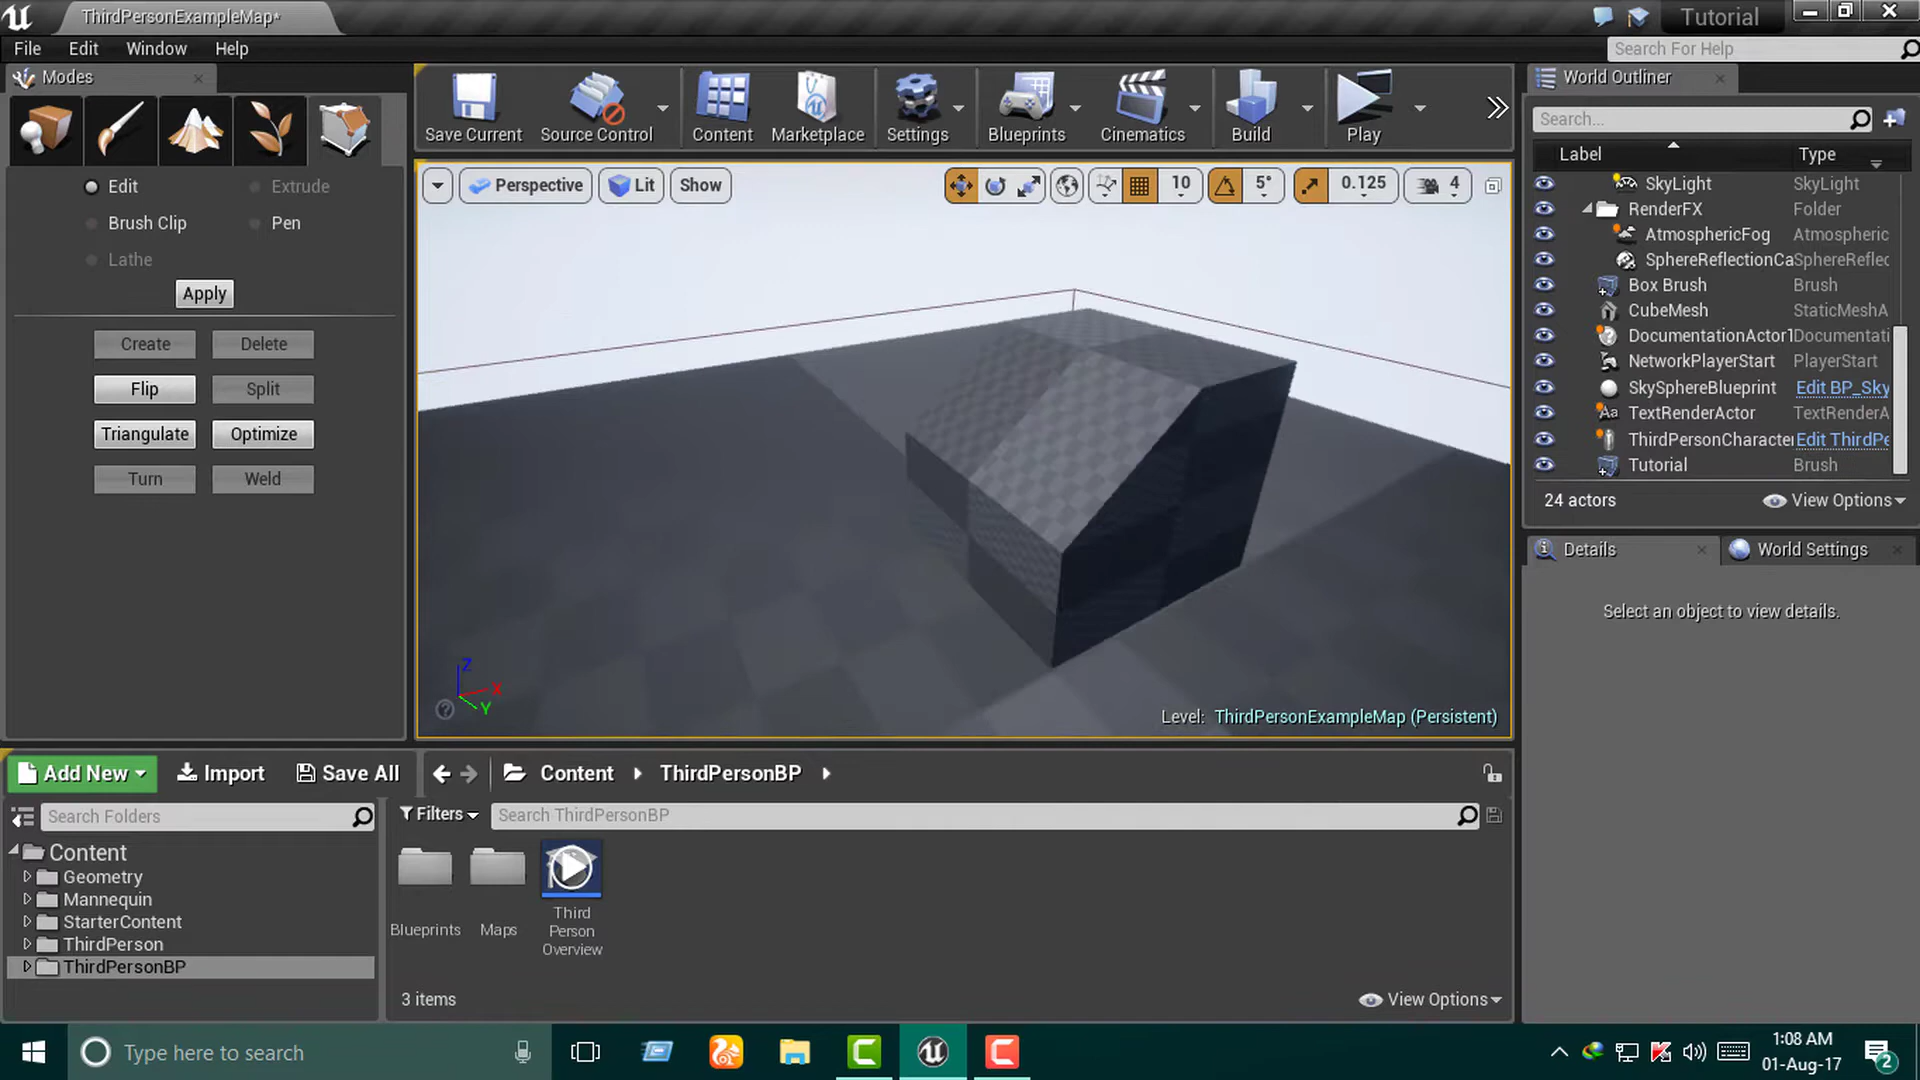 ThirdPersonExampleMap*
Tutorial
File Edit Window Help
Search For Help
Modes
Save Current
Source Control
Content
Marketplace
Settings
Blueprints
Cinematics
Build
Play
World Outliner
Search...
Label Type
Edit Extrude
Brush Clip Pen
Lathe
Apply
Create Delete
Flip Split
Triangulate Optimize
Turn Weld
Perspective Lit Show
10 5° 0.125 4
SkyLight SkyLight
RenderFX Folder
AtmosphericFog Atmospheric
SphereReflectionCa SphereReflec
Box Brush Brush
CubeMesh StaticMeshA
DocumentationActor1 Documentati
NetworkPlayerStart PlayerStart
SkySphereBlueprint Edit BP_Sky
TextRenderActor TextRenderA
ThirdPersonCharacter Edit ThirdPe
Tutorial Brush
24 actors View Options
Details World Settings
Select an object to view details.
Z
X
Y
Level: ThirdPersonExampleMap (Persistent)
Add New Import Save All Content ThirdPersonBP
Search Folders
Filters Search ThirdPersonBP
Content
Geometry
Mannequin
StarterContent
ThirdPerson
ThirdPersonBP
Blueprints
Maps
Third
Person
Overview
3 items View Options
Type here to search
1:08 AM
01-Aug-17
2